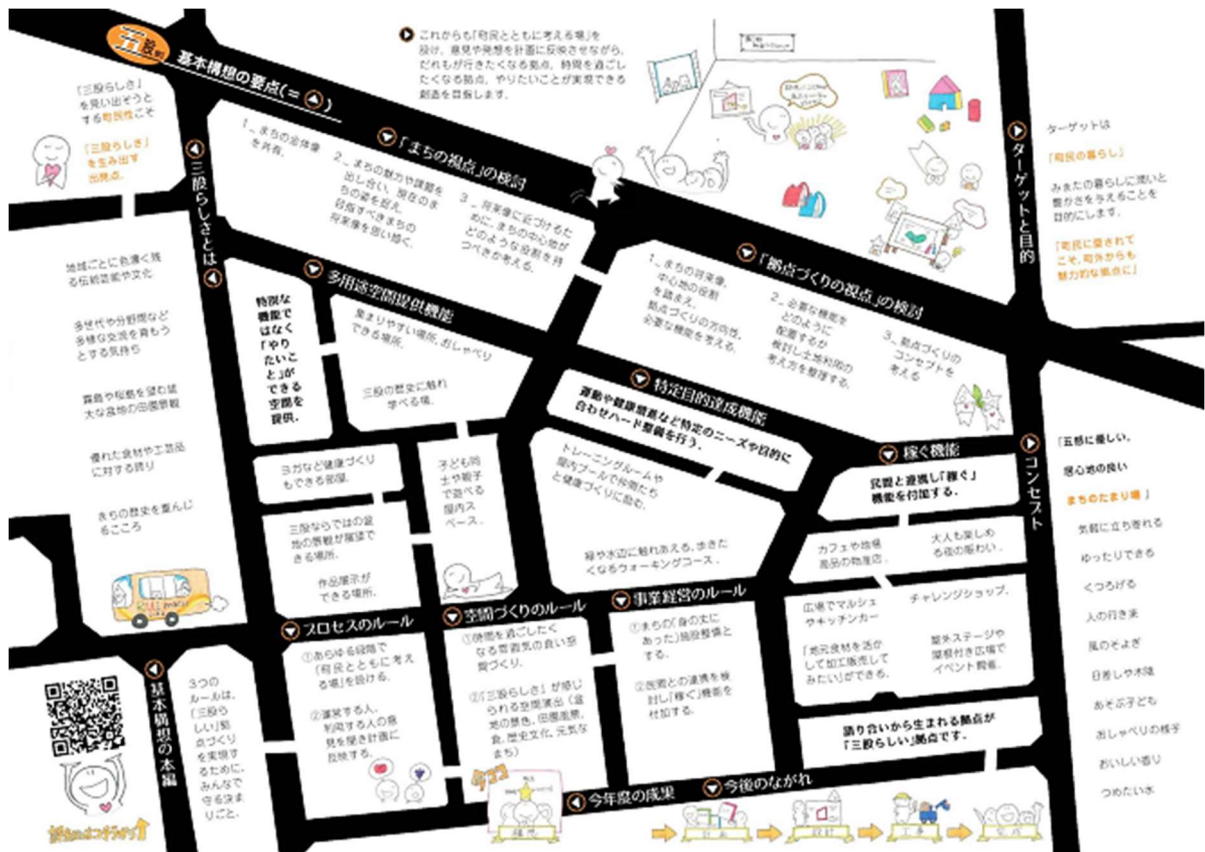 五股町
基本構想の要点(=▲)
これからも「町民とともに考える場」を
設け、意見や発想を計画に反映させながら、
だれもが行きたくなる拠点、時間を過ごし
たくなる拠点、やりたいことが実現できる
創造を目指します。
「三股らしさ」
を見い出そうと
する町民性こそ
「三股らしさ」
を生み出す
出発点。
三股らしさとは
地域ごとに色濃く残
る伝統芸能や文化
多世代や分野間など
多様な交流を育もう
とする気持ち
霧島や桜島を望む雄
大な盆地の田園景観
優れた食材や工芸品
に対する誇り
まちの歴史を重んじ
るこころ
「まちの視点」の検討
1_まちの全体像
を共有。
2_まちの魅力や課題を
出し合い、現在のま
ちの姿を捉え、
目指すべきまちの
将来像を思い描く。
3_将来像に近づけるた
めに、まちの中心地が
どのような役割を持
つべきか考える。
「拠点づくりの視点」の検討
1_まちの将来像、
中心地の役割
を踏まえ、
拠点づくりの方向性、
必要な機能を考える。
2_必要な機能を
どのように
配置するか
検討し土地利用の
考え方を整理する。
3_拠点づくりの
コンセプトを
考える
ターゲットと目的
ターゲットは
「町民の暮らし」
みまたの暮らしに潤いと
豊かさを与えることを
目的にします。
「町民に愛されて
こそ、町外からも
魅力的な拠点に」
多用途空間提供機能
特別な
機能で
はなく
「やり
たいこ
と」が
できる
空間を
提供。
集まりやすい場所、おしゃべり
できる場所。
三股の歴史に触れ
学べる場。
ヨガなど健康づくり
もできる部屋。
三股ならではの盆
地の景観が展望で
きる場所。
作品展示が
できる場所。
子ども同
士や親子
で遊べる
屋内ス
ペース。
特定目的達成機能
運動や健康増進など特定のニーズや目的に
合わせハード整備を行う。
トレーニングルームや
屋内プールで仲間たち
と健康づくりに励む。
緑や水辺に触れあえる、歩きた
くなるウォーキングコース。
稼ぐ機能
民間と連携し「稼ぐ」
機能を付加する。
カフェや地場
産品の物産店。
大人も楽しめ
る夜の賑わい。
広場でマルシェ
やキッチンカー
チャレンジショップ。
「地元食材を活か
して加工販売して
みたい」ができる。
屋外ステージや
屋根付き広場で
イベント開催。
語り合いから生まれる拠点が
「三股らしい」拠点です。
コンセプト
「五感に優しい、
居心地の良い
まちのたまり場」
気軽に立ち寄れる
ゆったりできる
くつろげる
人の行き来
風のそよぎ
日差しや木陰
あそぶ子ども
おしゃべりの様子
おいしい香り
つめたい水
基本構想の本編
3つの
ルールは、
「三股ら
しい」拠
点づくり
を実現す
るために、
みんなで
守る決ま
りごと。
プロセスのルール
①あらゆる段階で
「町民とともに考え
る場」を設ける。
②運営する人、
利用する人の意
見を聞き計画に
反映する。
空間づくりのルール
①時間を過ごしたく
なる雰囲気の良い空
間づくり。
②「三股らしさ」が感じ
られる空間演出（盆
地の景色、田園風景、
食、歴史文化、元気な
まち）
事業経営のルール
①まちの「身の丈に
あった」施設整備と
する。
②民間との連携を検
討し「稼ぐ」機能を
付加する。
今年度の成果
今後のながれ
イマココ
構想
計画
設計
工事
完成